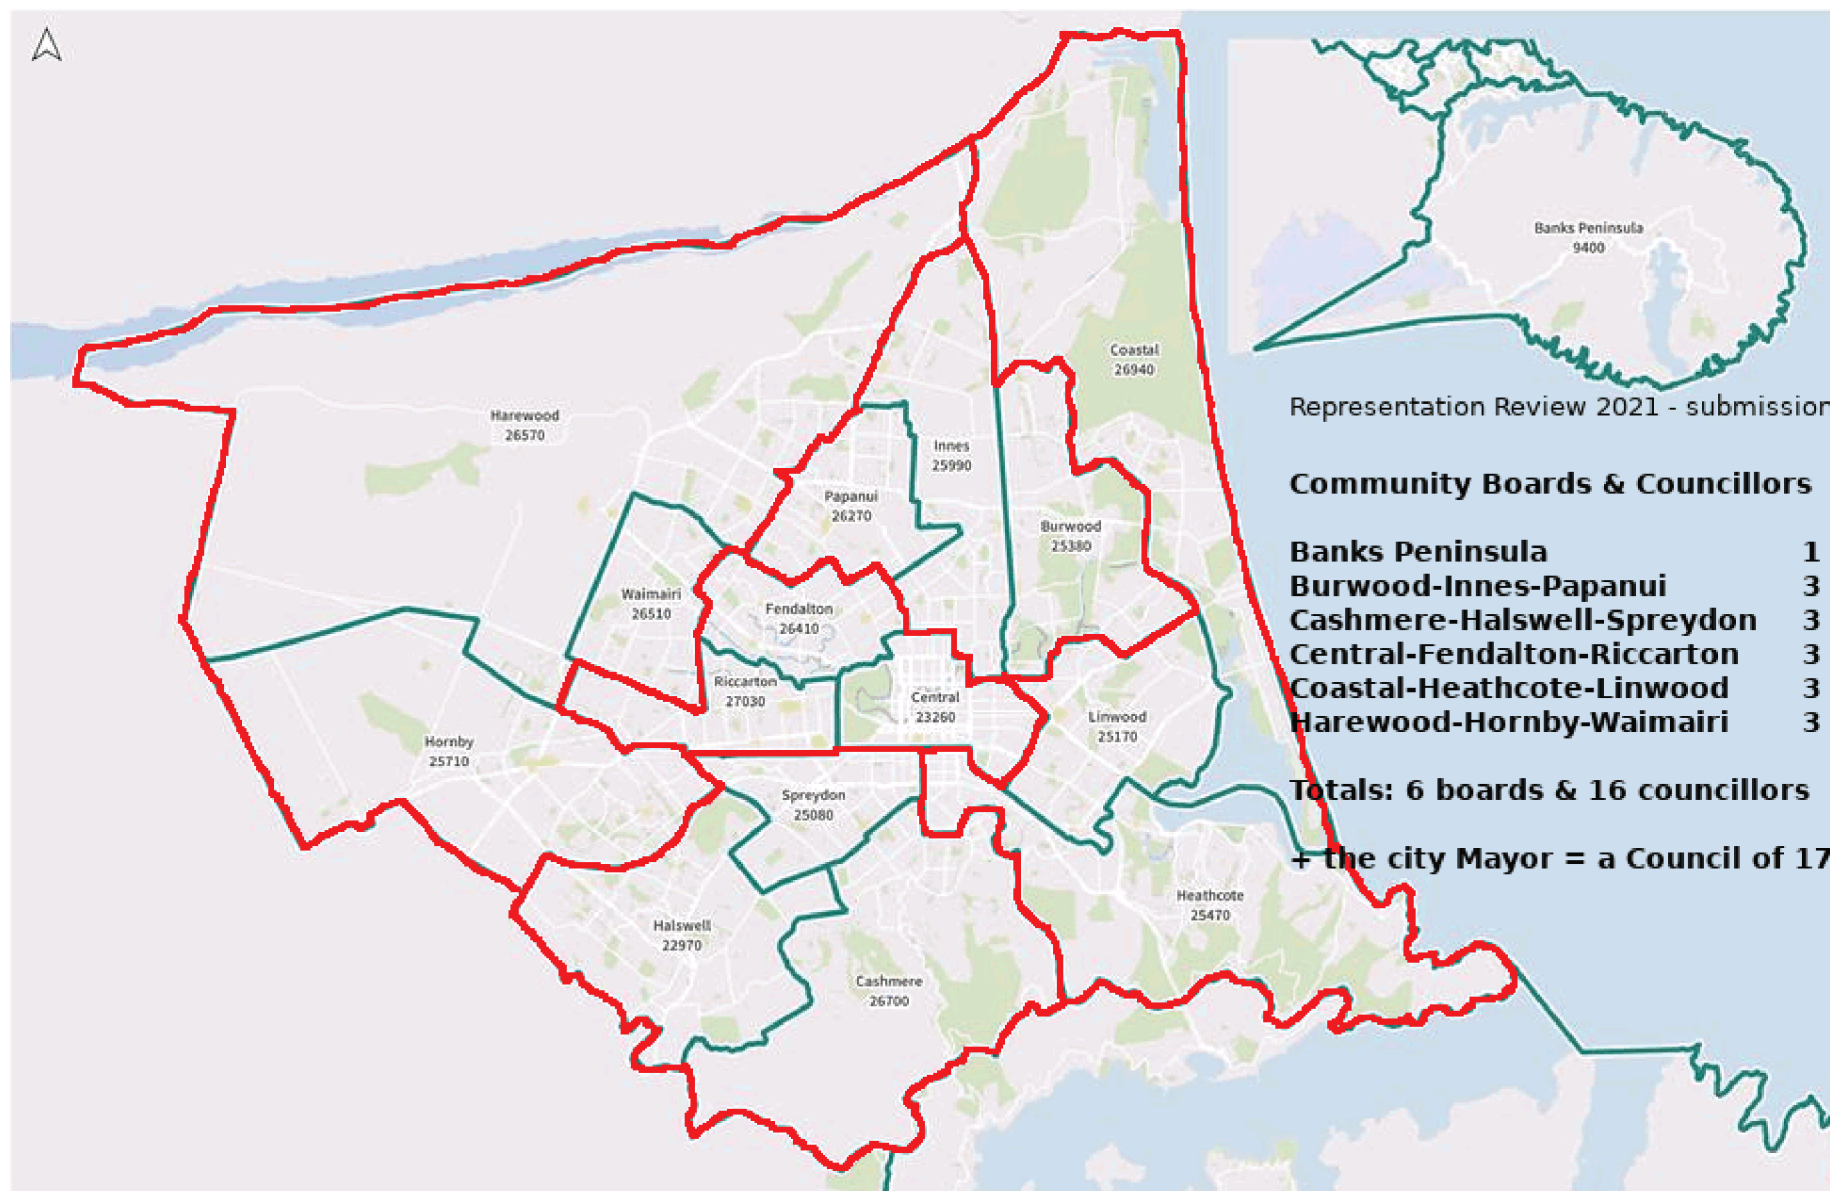 Banks Peninsula
9400
Coastal
26940
Representation Review 2021 - submission
Harewood
26570
Innes
25990
Community Boards & Councillors
Papanui
26270
Burwood
25380
Banks Peninsula 1
Burwood-Innes-Papanui 3
Waimairi
26510
Fendalton
26410
Cashmere-Halswell-Spreydon 3
Central-Fendalton-Riccarton 3
Riccarton
27030
Central
23260
Coastal-Heathcote-Linwood 3
Linwood
25170
Harewood-Hornby-Waimairi 3
Hornby
25710
Spreydon
25080
Totals: 6 boards & 16 councillors
+ the city Mayor = a Council of 17
Heathcote
25470
Halswell
22970
Cashmere
26700